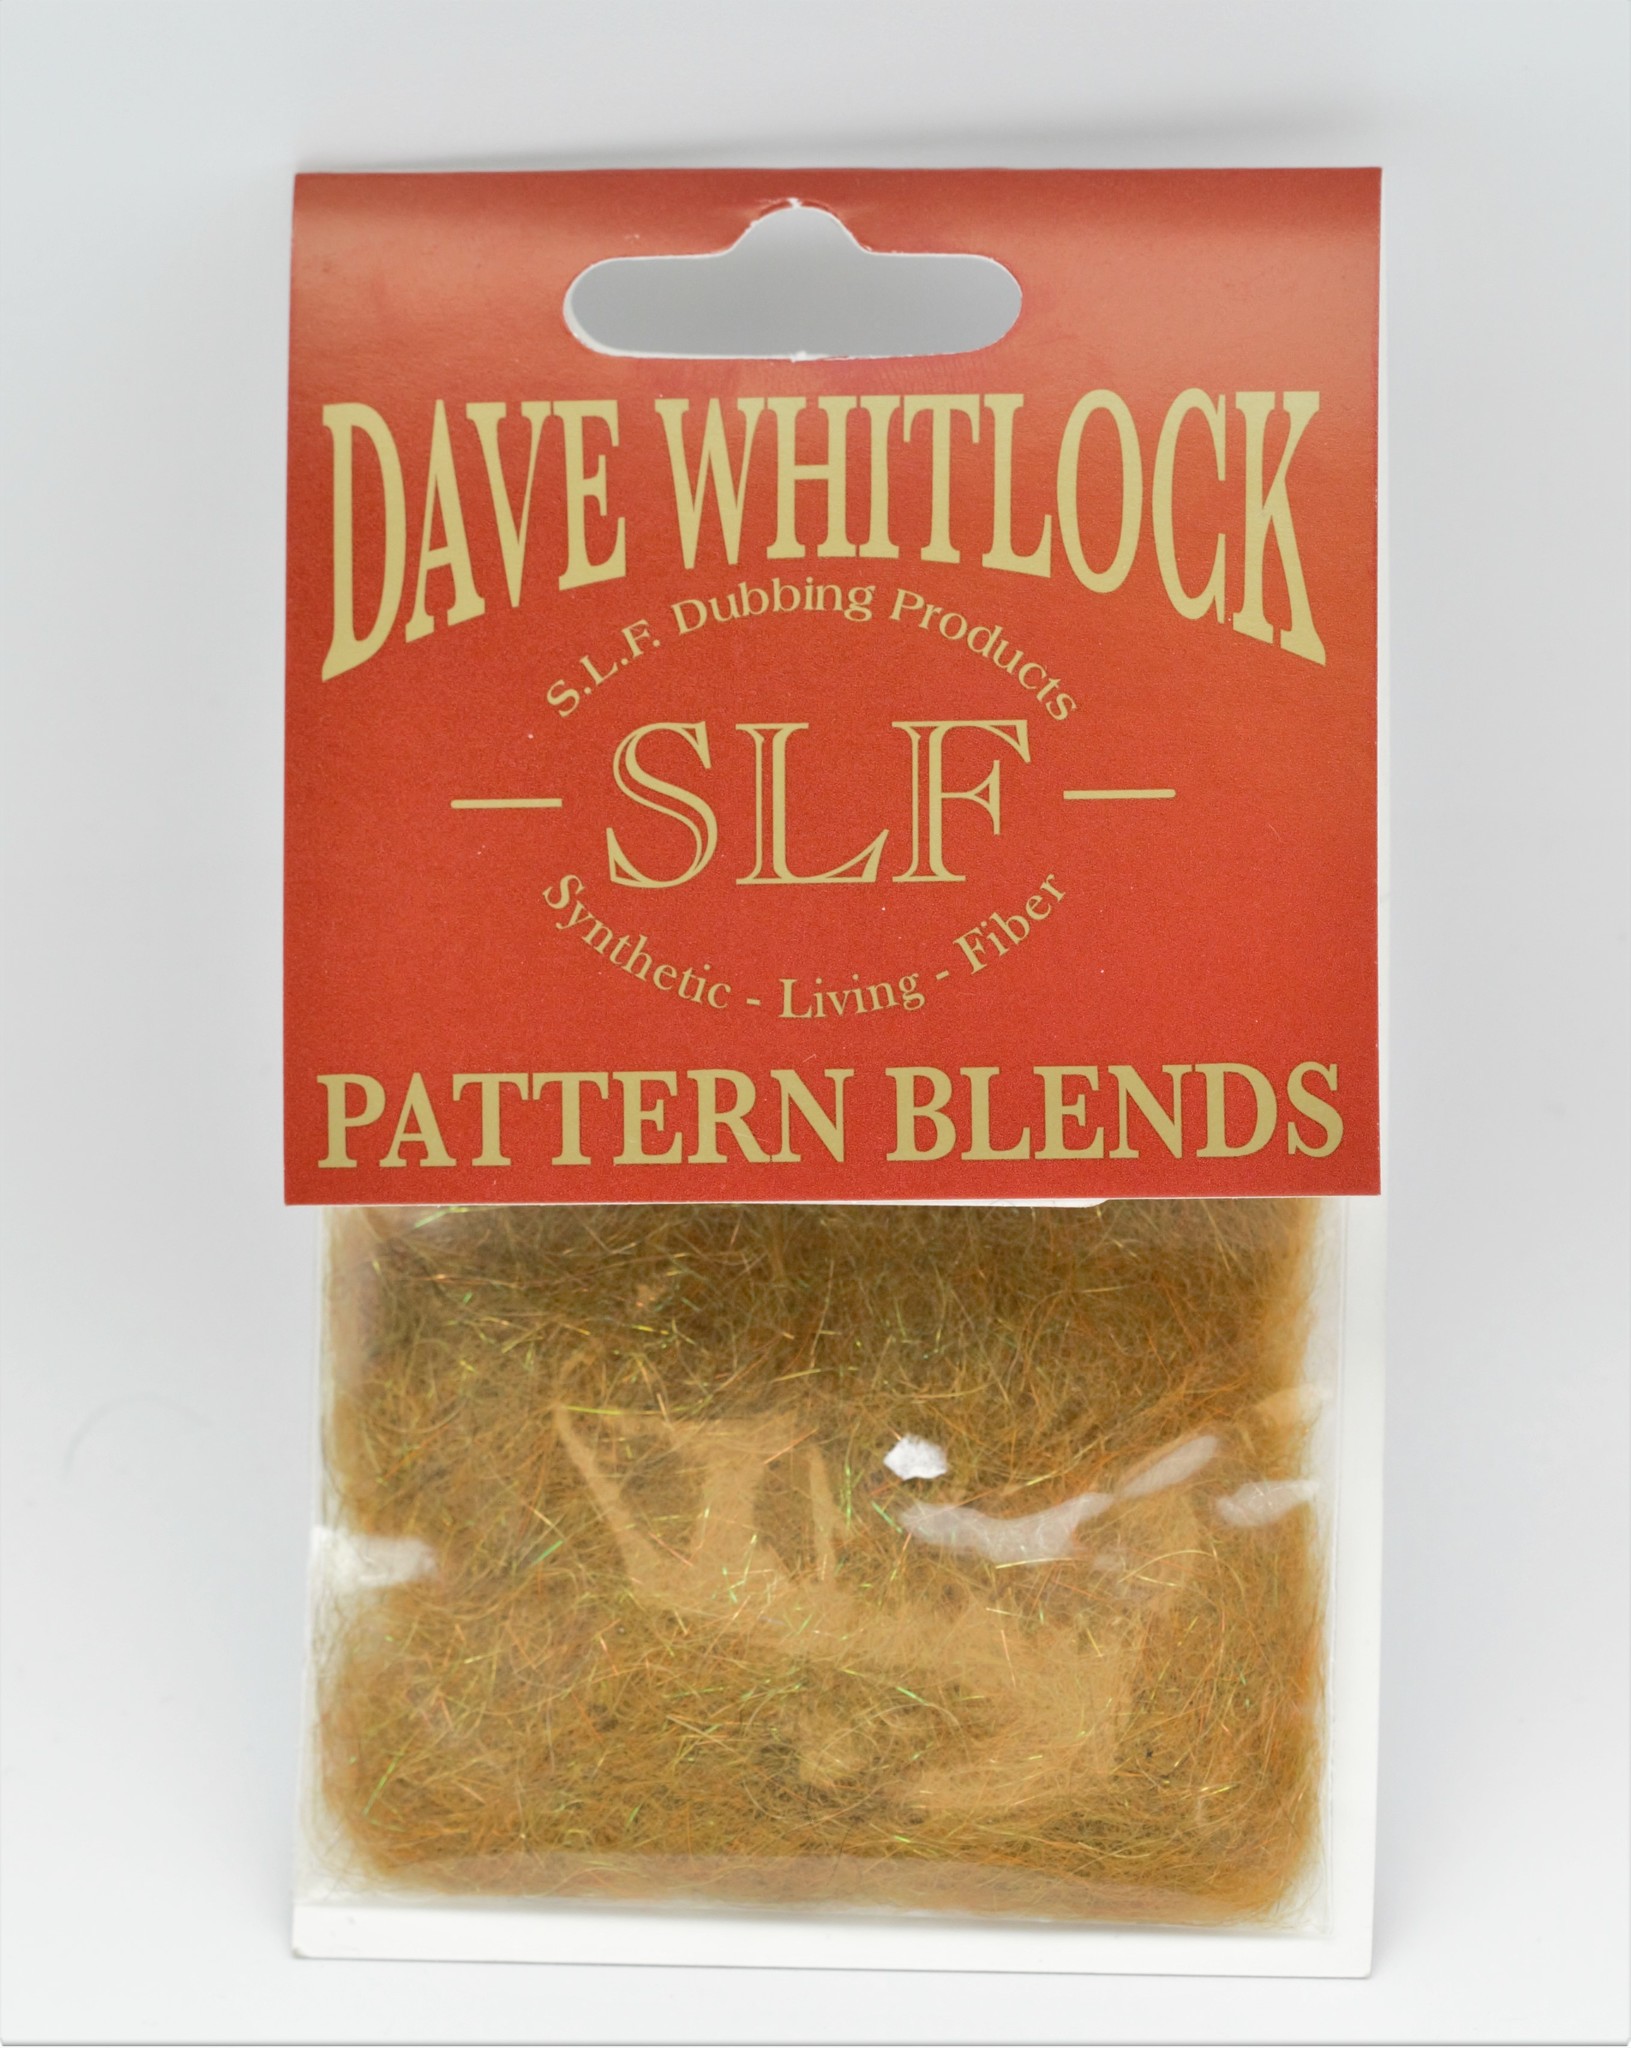 DAVE WHITLOCK
S.L.F. Dubbing Products
SLF
Synthetic - Living - Fiber
PATTERN BLENDS